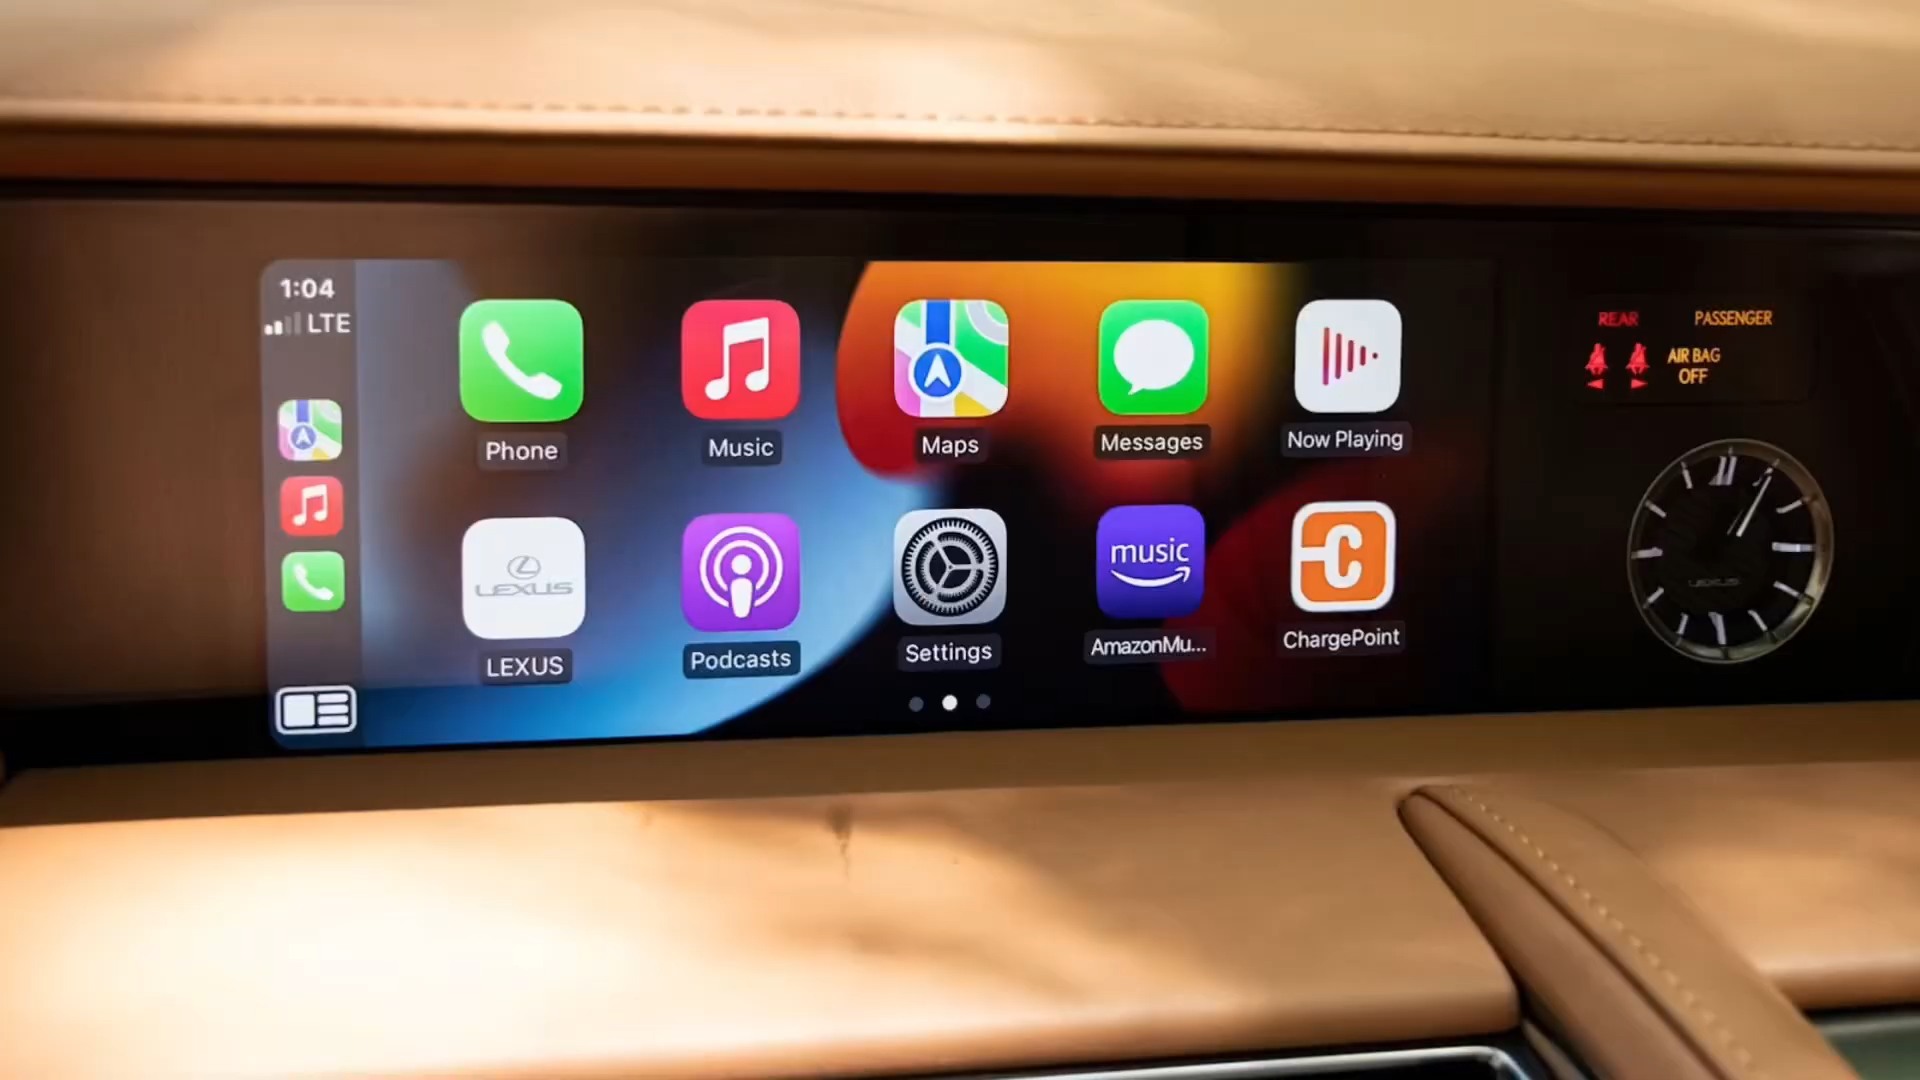 1:04
LTE
Phone
Music
Maps
Messages
Now Playing
LEXUS
LEXUS
Podcasts
Settings
music
AmazonMu...
C
ChargePoint
REAR
PASSENGER
AIR BAG
OFF
LEXUS